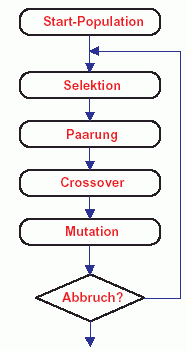 Start-Population
Selektion
Paarung
Crossover
Mutation
Abbruch?